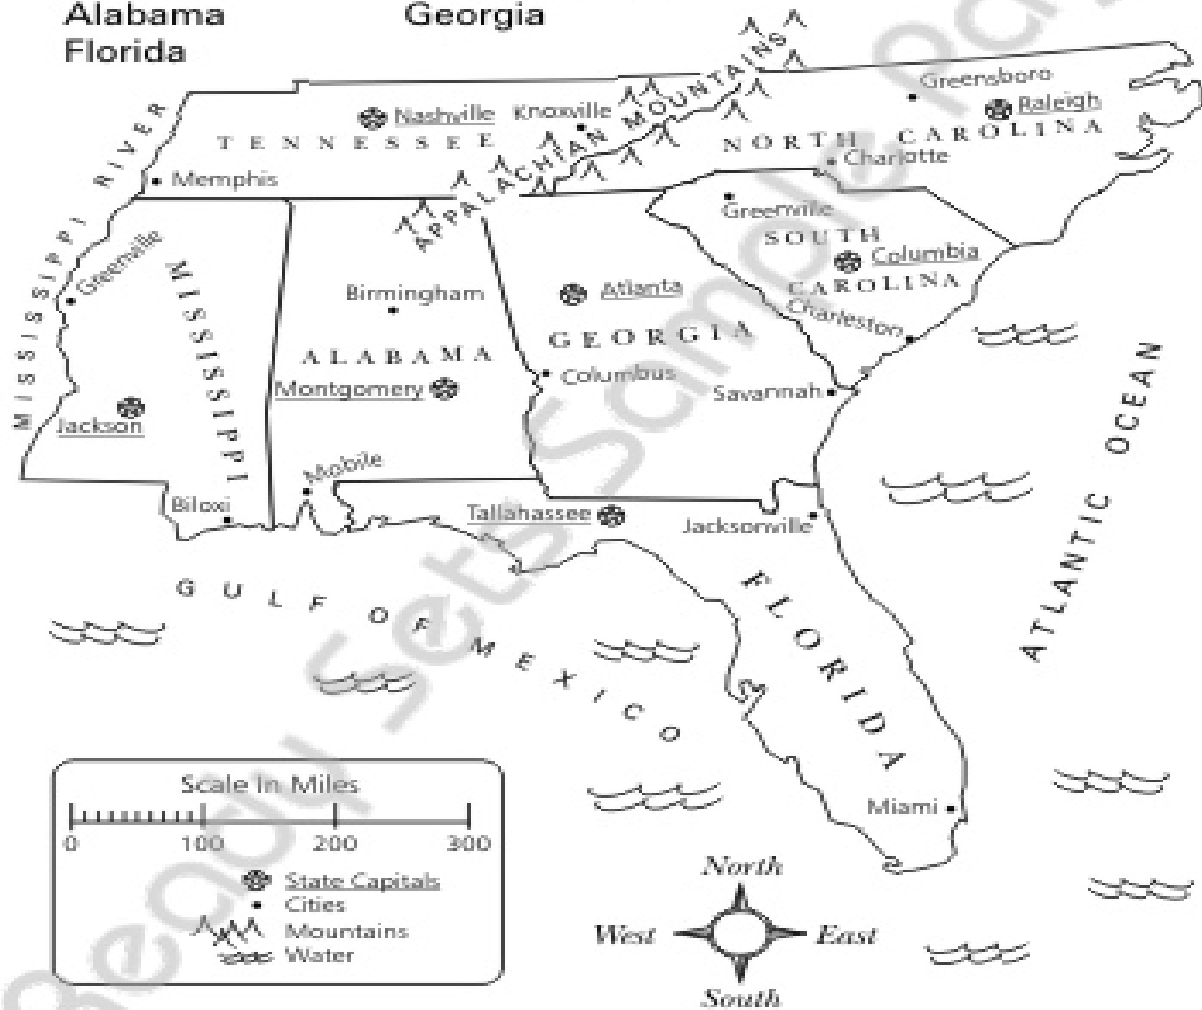 Alabama Georgia
Florida
APPALACHIAN MOUNTAINS
Greensboro
Nashville Knoxville Raleigh
TENNESSEE NORTH CAROLINA
Charlotte
MISSISSIPPI RIVER
Memphis
Greenville
Greenville
SOUTH
Columbia
CAROLINA
MISSISSIPPI
Birmingham Atlanta
Charleston
GEORGIA
ALABAMA
Columbus
Montgomery Savannah
Jackson
Mobile
Biloxi
Tallahassee Jacksonville
ATLANTIC OCEAN
GULF OF MEXICO
FLORIDA
Miami
Scale In Miles
0 100 200 300
State Capitals
Cities
Mountains
Water
North
West East
South
Ready Sets Sample